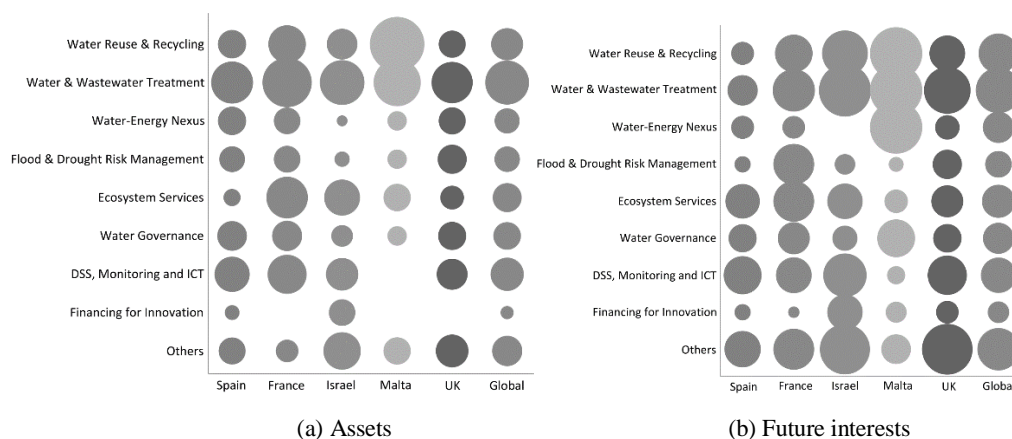 Water Reuse & Recycling
Water & Wastewater Treatment
Water-Energy Nexus
Flood & Drought Risk Management
Ecosystem Services
Water Governance
DSS, Monitoring and ICT
Financing for Innovation
Others
Spain France Israel Malta UK Global
(a) Assets
Water Reuse & Recycling
Water & Wastewater Treatment
Water-Energy Nexus
Flood & Drought Risk Management
Ecosystem Services
Water Governance
DSS, Monitoring and ICT
Financing for Innovation
Others
Spain France Israel Malta UK Global
(b) Future interests